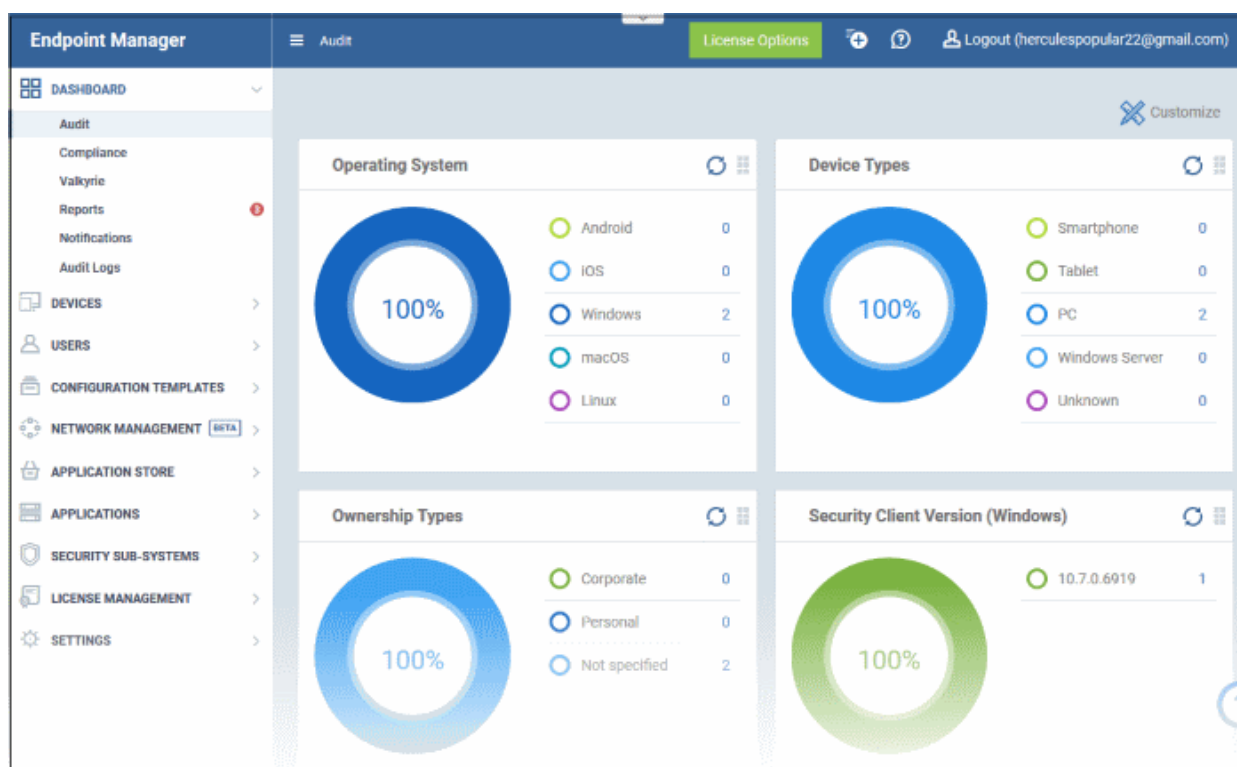 Endpoint Manager
Audit
License Options
Logout (herculespopular22@gmail.com)
DASHBOARD
Audit
Compliance
Valkyrie
Reports
Notifications
Audit Logs
DEVICES
USERS
CONFIGURATION TEMPLATES
NETWORK MANAGEMENT BETA
APPLICATION STORE
APPLICATIONS
SECURITY SUB-SYSTEMS
LICENSE MANAGEMENT
SETTINGS
Customize
Operating System
100%
Android 0
iOS 0
Windows 2
macOS 0
Linux 0
Device Types
100%
Smartphone 0
Tablet 0
PC 2
Windows Server 0
Unknown 0
Ownership Types
100%
Corporate 0
Personal 0
Not specified 2
Security Client Version (Windows)
100%
10.7.0.6919 1